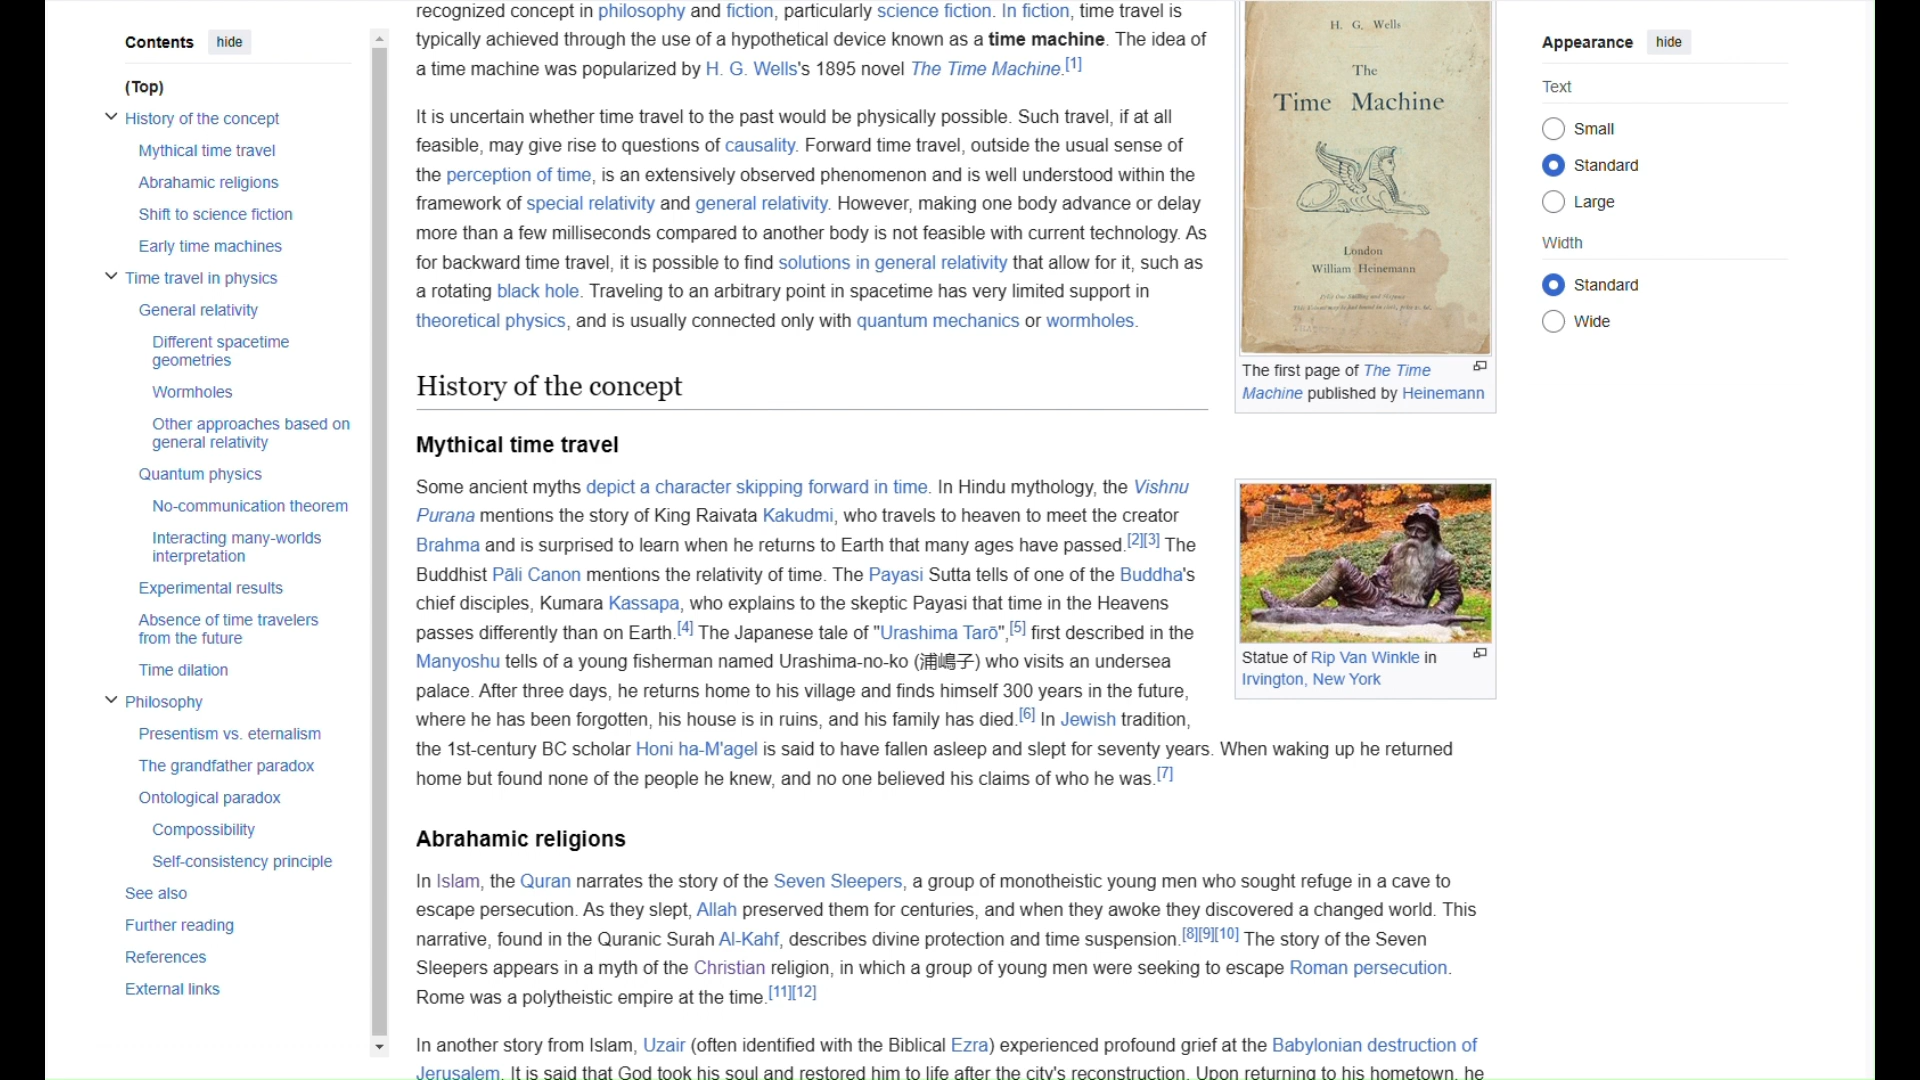 Contents hide
(Top)
History of the concept
Mythical time travel
Abrahamic religions
Shift to science fiction
Early time machines
Time travel in physics
General relativity
Different spacetime
geometries
Wormholes
Other approaches based on
general relativity
Quantum physics
No-communication theorem
Interacting many-worlds
interpretation
Experimental results
Absence of time travelers
from the future
Time dilation
Philosophy
Presentism vs. eternalism
The grandfather paradox
Ontological paradox
Compossibility
Self-consistency principle
See also
Further reading
References
External links
recognized concept in philosophy and fiction, particularly science fiction. In fiction, time travel is
typically achieved through the use of a hypothetical device known as a time machine. The idea of
a time machine was popularized by H. G. Wells's 1895 novel The Time Machine.[1]
It is uncertain whether time travel to the past would be physically possible. Such travel, if at all
feasible, may give rise to questions of causality. Forward time travel, outside the usual sense of
the perception of time, is an extensively observed phenomenon and is well understood within the
framework of special relativity and general relativity. However, making one body advance or delay
more than a few milliseconds compared to another body is not feasible with current technology. As
for backward time travel, it is possible to find solutions in general relativity that allow for it, such as
a rotating black hole. Traveling to an arbitrary point in spacetime has very limited support in
theoretical physics, and is usually connected only with quantum mechanics or wormholes.
History of the concept
Mythical time travel
Some ancient myths depict a character skipping forward in time. In Hindu mythology, the Vishnu
Purana mentions the story of King Raivata Kakudmi, who travels to heaven to meet the creator
Brahma and is surprised to learn when he returns to Earth that many ages have passed.[2][3] The
Buddhist Pāli Canon mentions the relativity of time. The Payasi Sutta tells of one of the Buddha's
chief disciples, Kumara Kassapa, who explains to the skeptic Payasi that time in the Heavens
passes differently than on Earth.[4] The Japanese tale of "Urashima Tarō",[5] first described in the
Manyoshu tells of a young fisherman named Urashima-no-ko (浦嶋子) who visits an undersea
palace. After three days, he returns home to his village and finds himself 300 years in the future,
where he has been forgotten, his house is in ruins, and his family has died.[6] In Jewish tradition,
the 1st-century BC scholar Honi ha-M'agel is said to have fallen asleep and slept for seventy years. When waking up he returned
home but found none of the people he knew, and no one believed his claims of who he was.[7]
Abrahamic religions
In Islam, the Quran narrates the story of the Seven Sleepers, a group of monotheistic young men who sought refuge in a cave to
escape persecution. As they slept, Allah preserved them for centuries, and when they awoke they discovered a changed world. This
narrative, found in the Quranic Surah Al-Kahf, describes divine protection and time suspension.[8][9][10] The story of the Seven
Sleepers appears in a myth of the Christian religion, in which a group of young men were seeking to escape Roman persecution.
Rome was a polytheistic empire at the time.[11][12]
In another story from Islam, Uzair (often identified with the Biblical Ezra) experienced profound grief at the Babylonian destruction of
Jerusalem. It is said that God took his soul and restored him to life after the city's reconstruction. Upon returning to his hometown, he
H. G. Wells
The
Time Machine
London
William Heinemann
The first page of The Time
Machine published by Heinemann
Statue of Rip Van Winkle in
Irvington, New York
Appearance hide
Text
Small
Standard
Large
Width
Standard
Wide